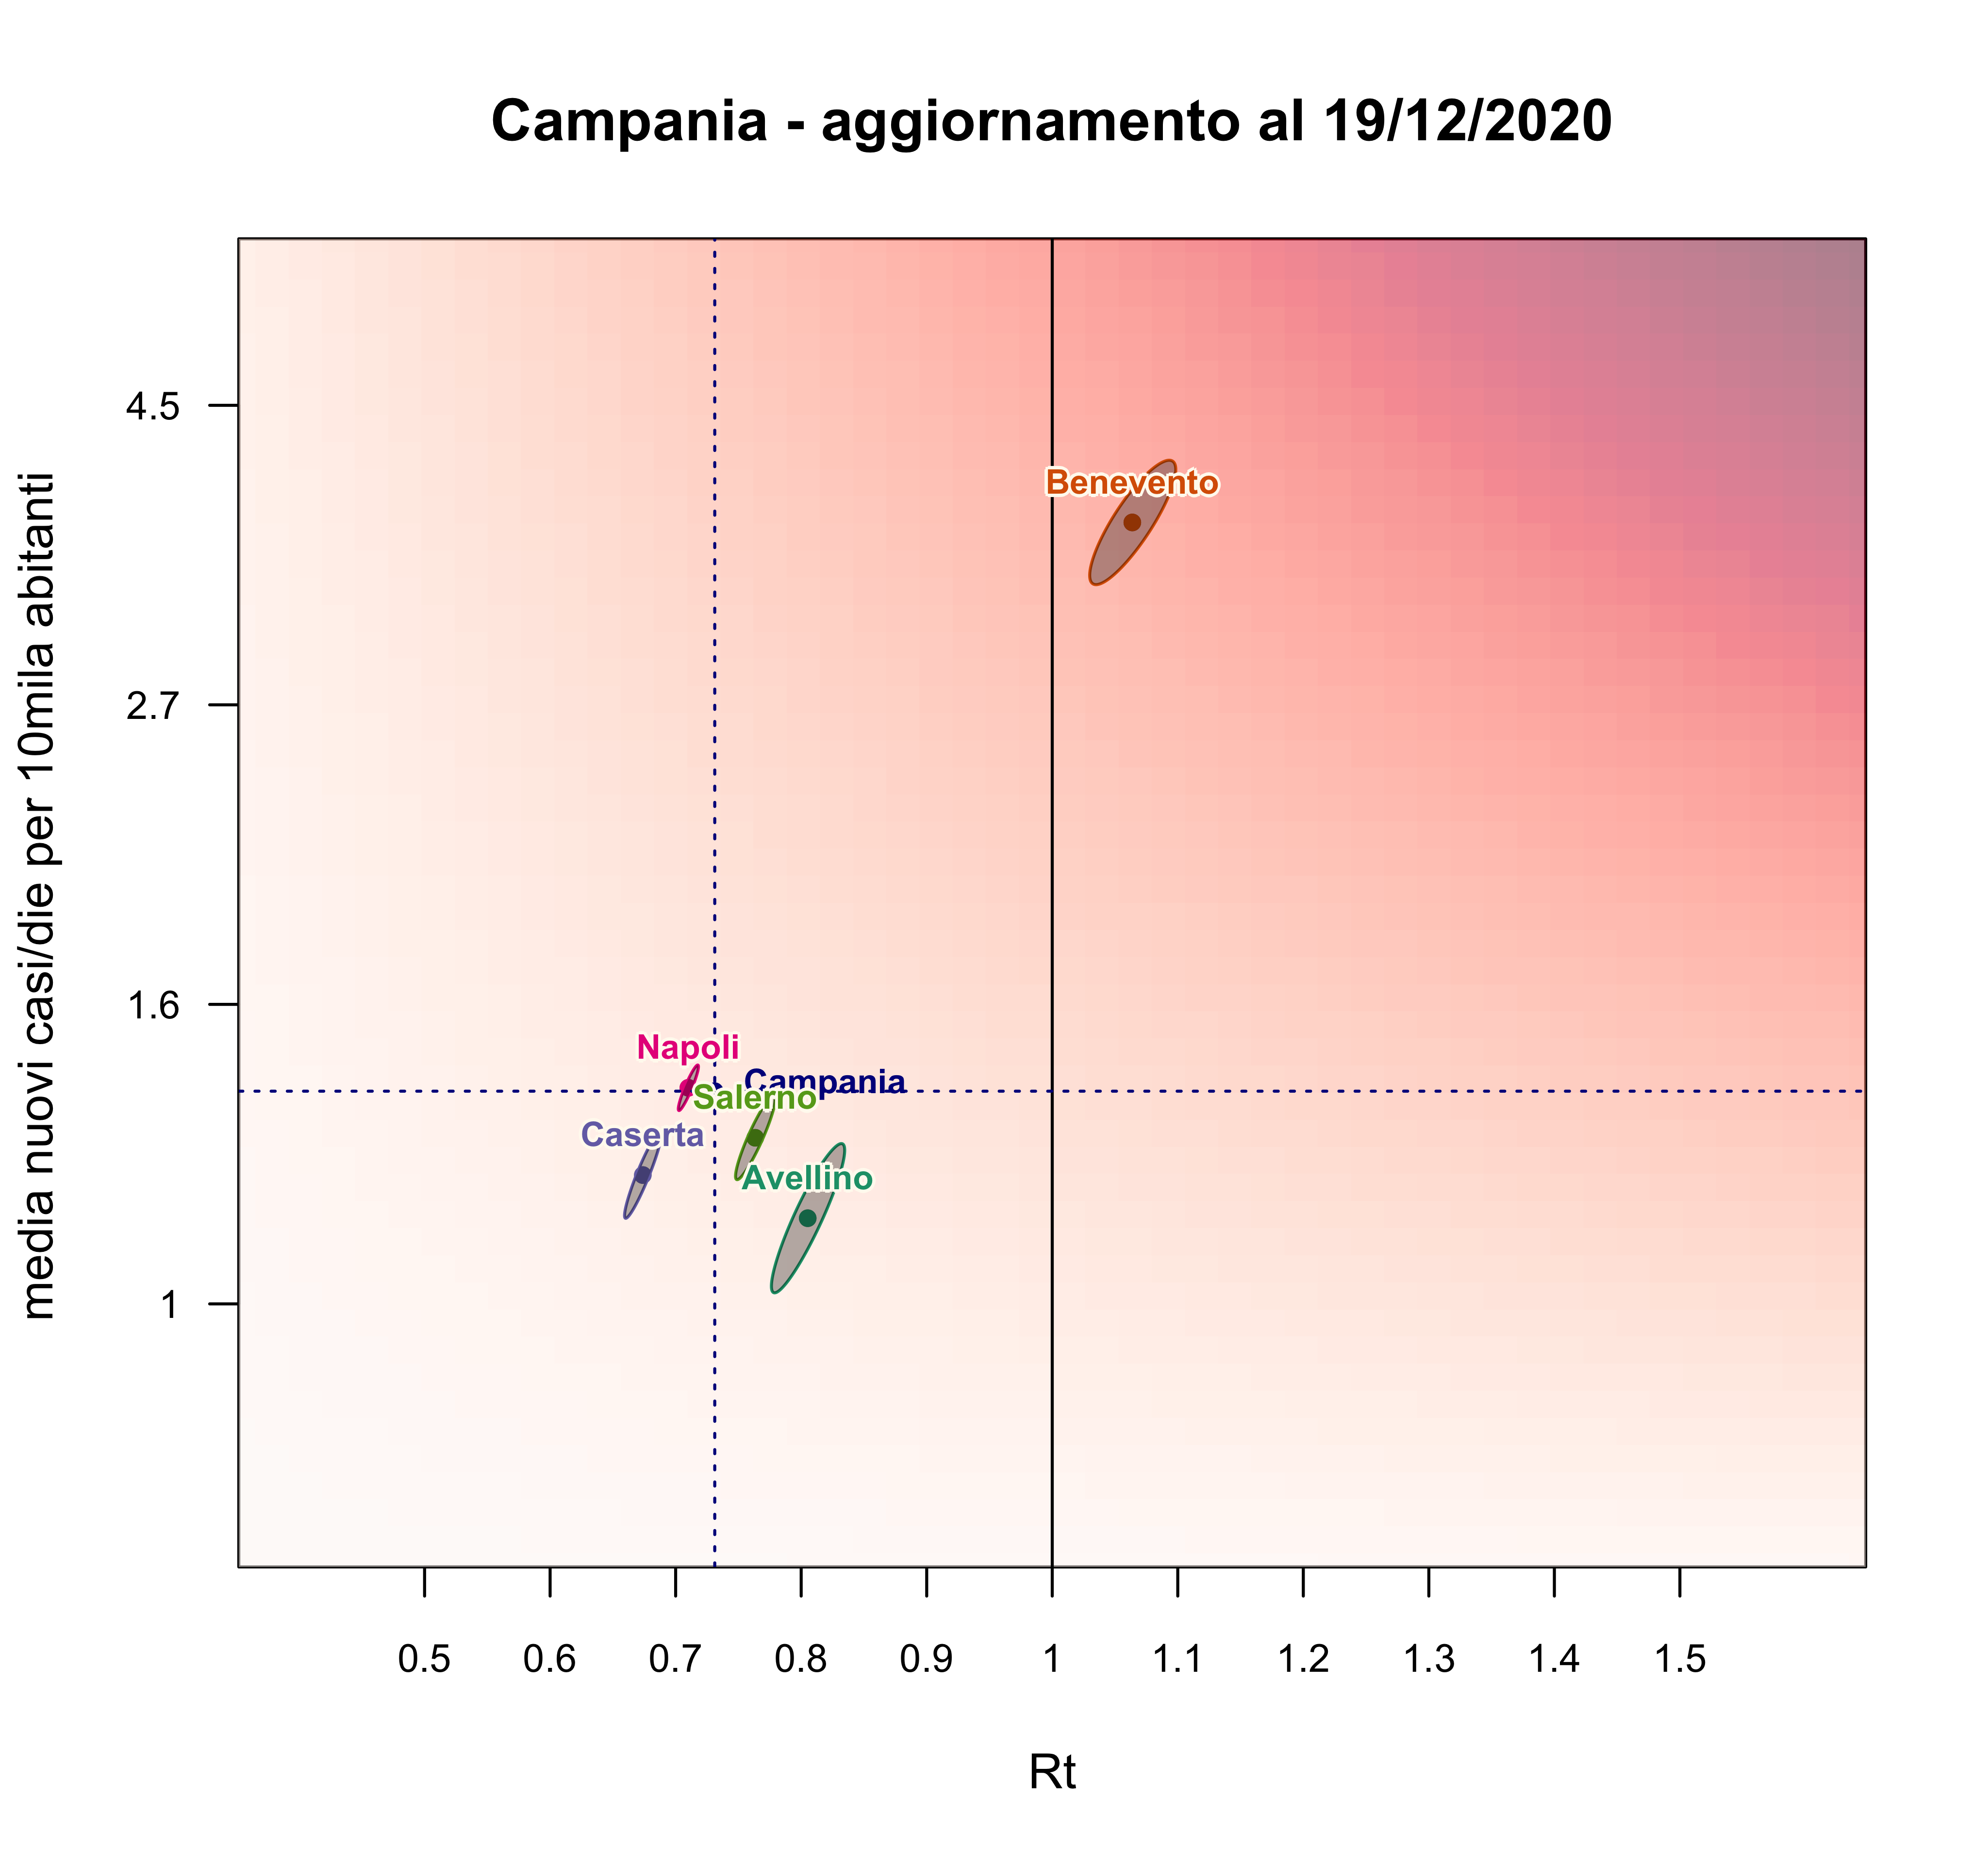 Campania - aggiornamento al 19/12/2020
media nuovi casi/die per 10mila abitanti
4.5
2.7
1.6
1
Benevento
Napoli
Campania
Salerno
Caserta
Avellino
0.5 0.6 0.7 0.8 0.9 1 1.1 1.2 1.3 1.4 1.5
Rt